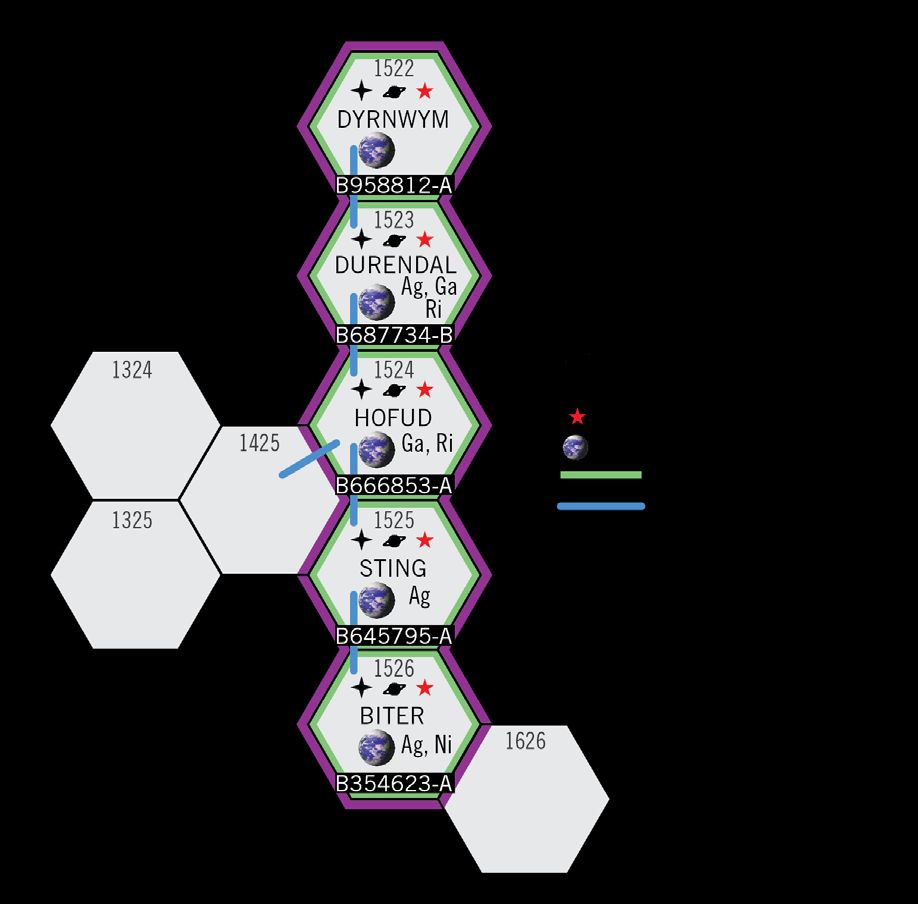 1522
DYRNWYM
B958812-A
1523
DURENDAL
Ag, Ga
Ri
B687734-B
1324
1524
HOFUD
1425
Ga, Ri
B666853-A
1325
1525
STING
Ag
B645795-A
1526
BITER
1626
Ag, Ni
B354623-A